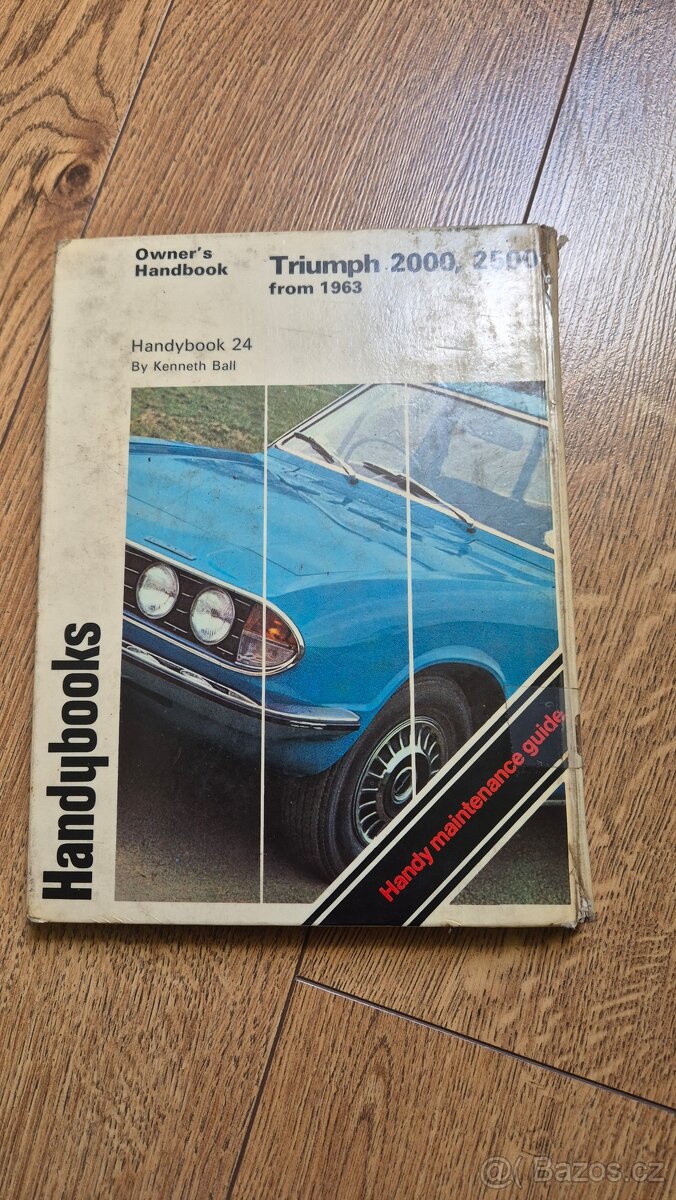 Owner's
Handbook
Triumph 2000, 2500
from 1963
Handybook 24
By Kenneth Ball
Handybooks
Handy maintenance guide
@( Bazos.cz